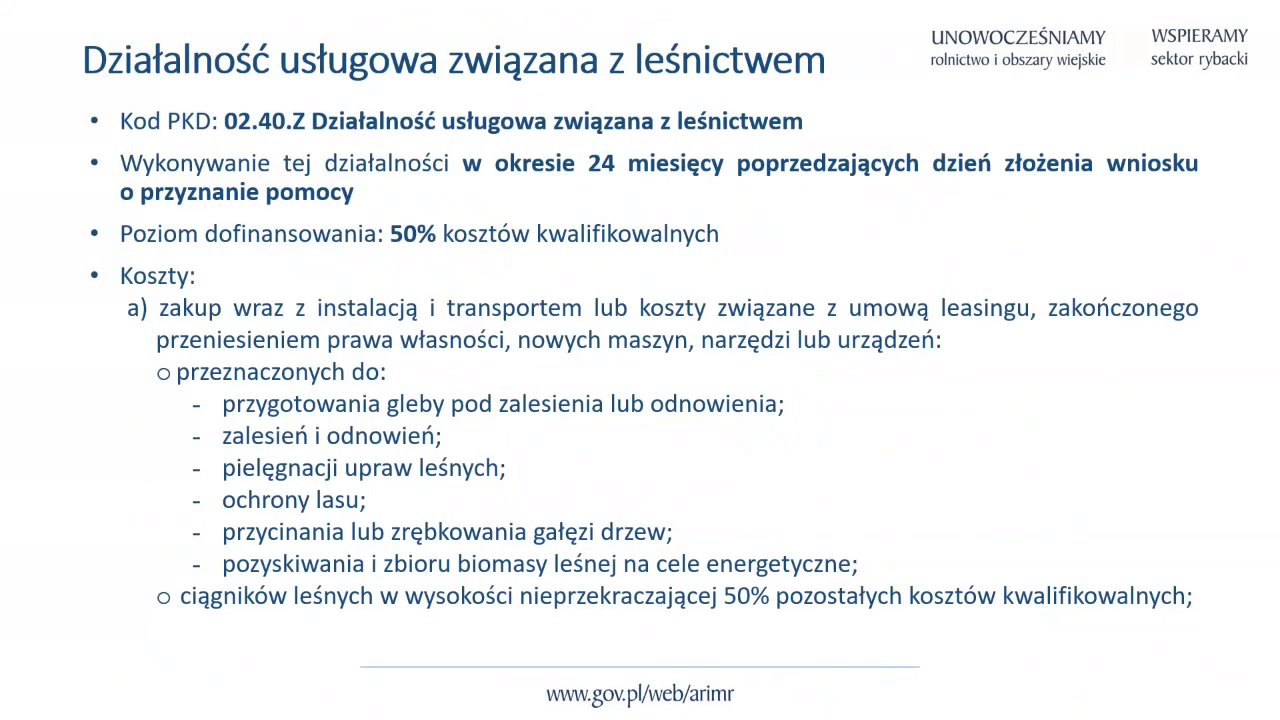 Działalność usługowa związana z leśnictwem
UNOWOCZEŚNIAMY
rolnictwo i obszary wiejskie
WSPIERAMY
sektor rybacki
• Kod PKD: 02.40.Z Działalność usługowa związana z leśnictwem
• Wykonywanie tej działalności w okresie 24 miesięcy poprzedzających dzień złożenia wniosku
o przyznanie pomocy
• Poziom dofinansowania: 50% kosztów kwalifikowalnych
• Koszty:
a) zakup wraz z instalacją i transportem lub koszty związane z umową leasingu, zakończonego
przeniesieniem prawa własności, nowych maszyn, narzędzi lub urządzeń:
o przeznaczonych do:
- przygotowania gleby pod zalesienia lub odnowienia;
- zalesień i odnowień;
- pielęgnacji upraw leśnych;
- ochrony lasu;
- przycinania lub zrębkowania gałęzi drzew;
- pozyskiwania i zbioru biomasy leśnej na cele energetyczne;
o ciągników leśnych w wysokości nieprzekraczającej 50% pozostałych kosztów kwalifikowalnych;
www.gov.pl/web/arimr